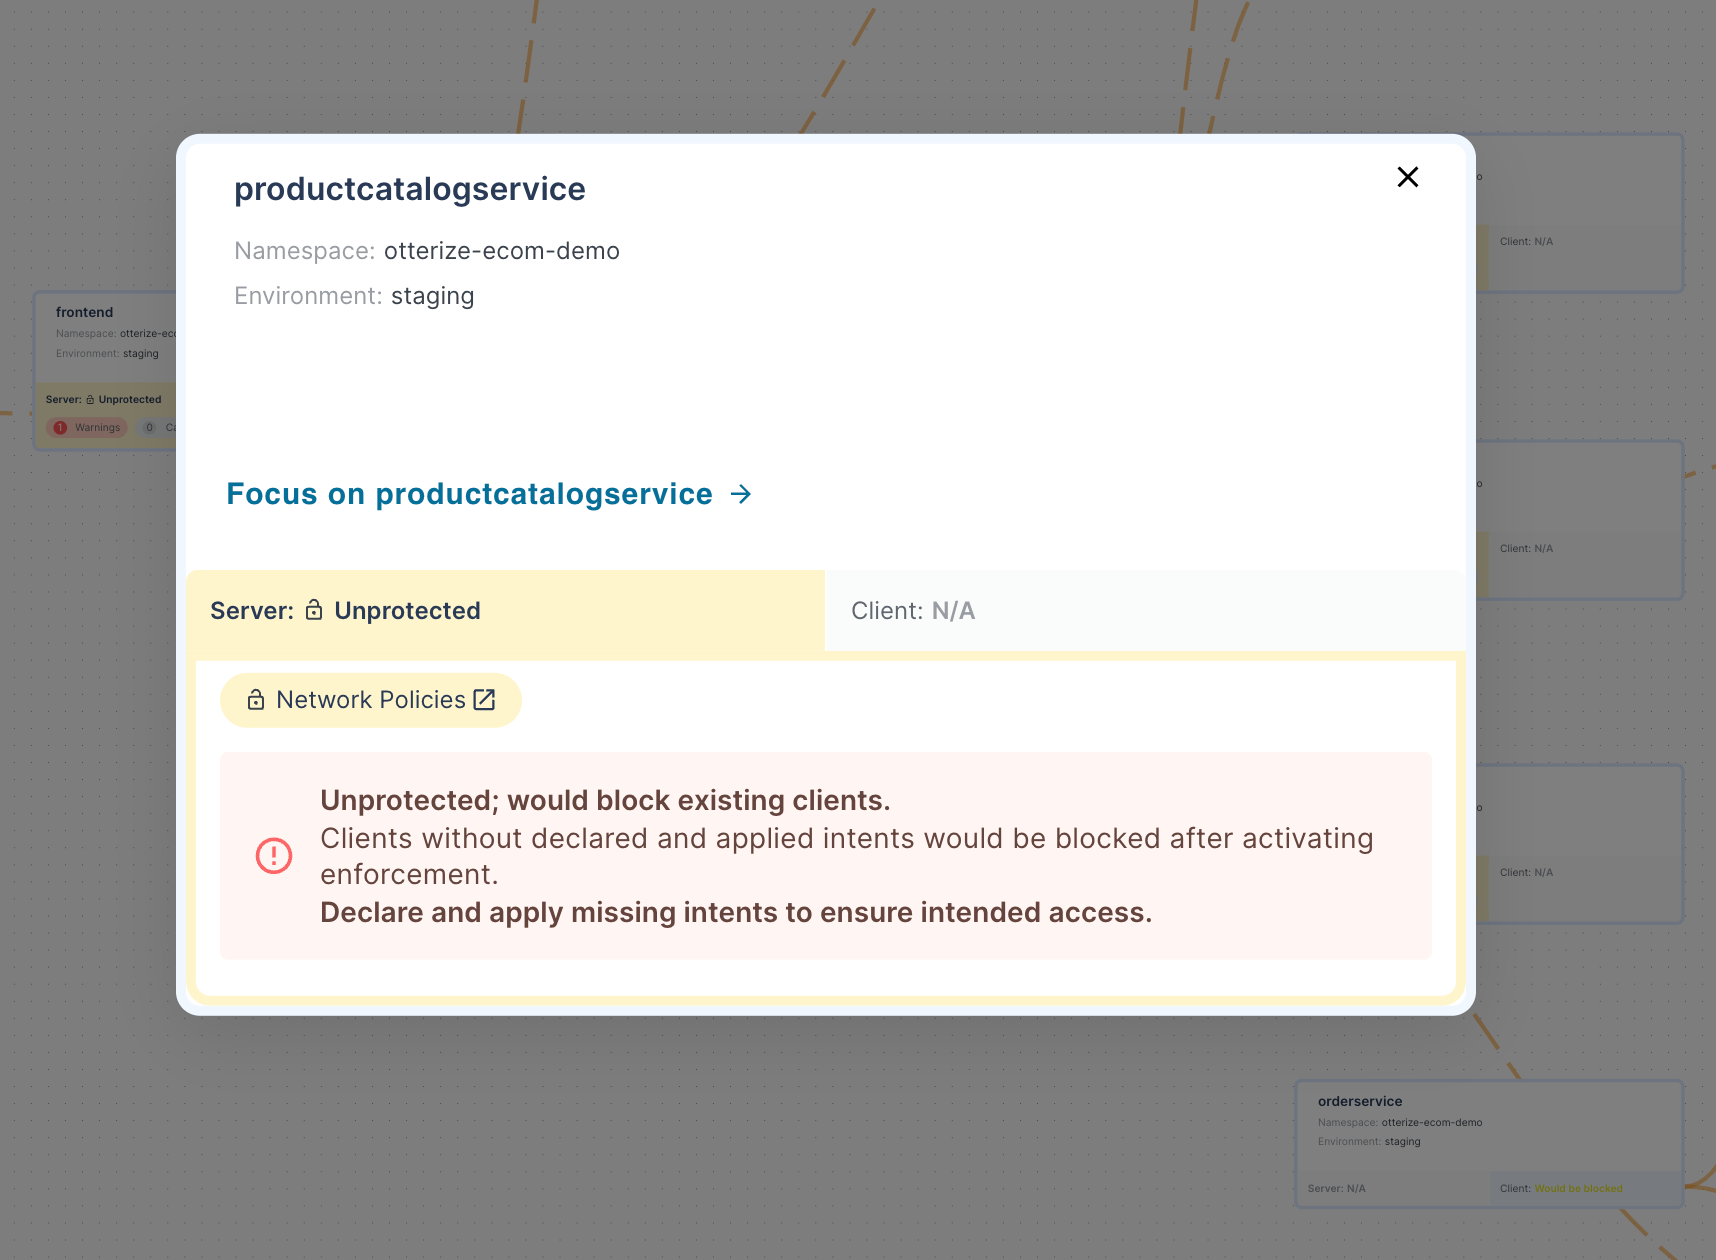 productcatalogservice
Namespace: otterize-ecom-demo
Environment: staging
Focus on productcatalogservice
Server: Unprotected
Client: N/A
Network Policies
Unprotected; would block existing clients.
Clients without declared and applied intents would be blocked after activating
enforcement.
Declare and apply missing intents to ensure intended access.
frontend
Namespace: otterize-eco
Environment: staging
Server: Unprotected
1 Warnings 0 Ca
o
Client: N/A
o
Client: N/A
o
Client: N/A
orderservice
Namespace: otterize-ecom-demo
Environment: staging
Server: N/A
Client: Would be blocked